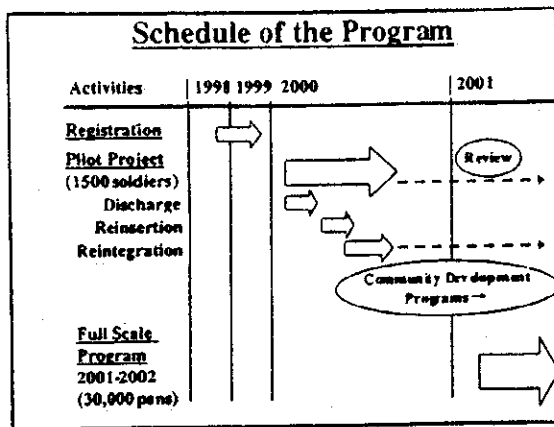 Schedule of the Program
Activities 1998 1999 2000 2001
Registration
Pilot Project
(1500 soldiers)
Review
Discharge
Reinsertion
Reintegration
Community Development
Programs→
Full Scale
Program
2001-2002
(30,000 pens)